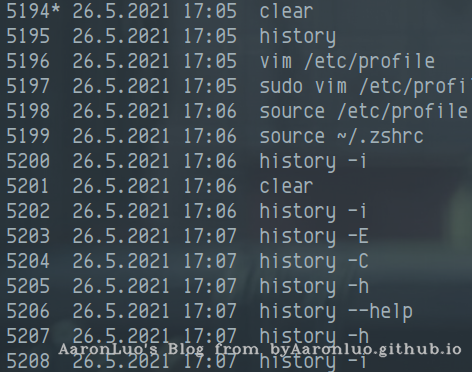 5194* 26.5.2021 17:05 clear
5195 26.5.2021 17:05 history
5196 26.5.2021 17:05 vim /etc/profile
5197 26.5.2021 17:05 sudo vim /etc/profi
5198 26.5.2021 17:06 source /etc/profile
5199 26.5.2021 17:06 source ~/.zshrc
5200 26.5.2021 17:06 history -i
5201 26.5.2021 17:06 clear
5202 26.5.2021 17:06 history -i
5203 26.5.2021 17:07 history -E
5204 26.5.2021 17:07 history -C
5205 26.5.2021 17:07 history -h
5206 26.5.2021 17:07 history --help
5207 26.5.2021 17:07 history -h
AaronLuo's Blog from byAaronluo.github.io
5208 26.5.2021 17:07 history -i